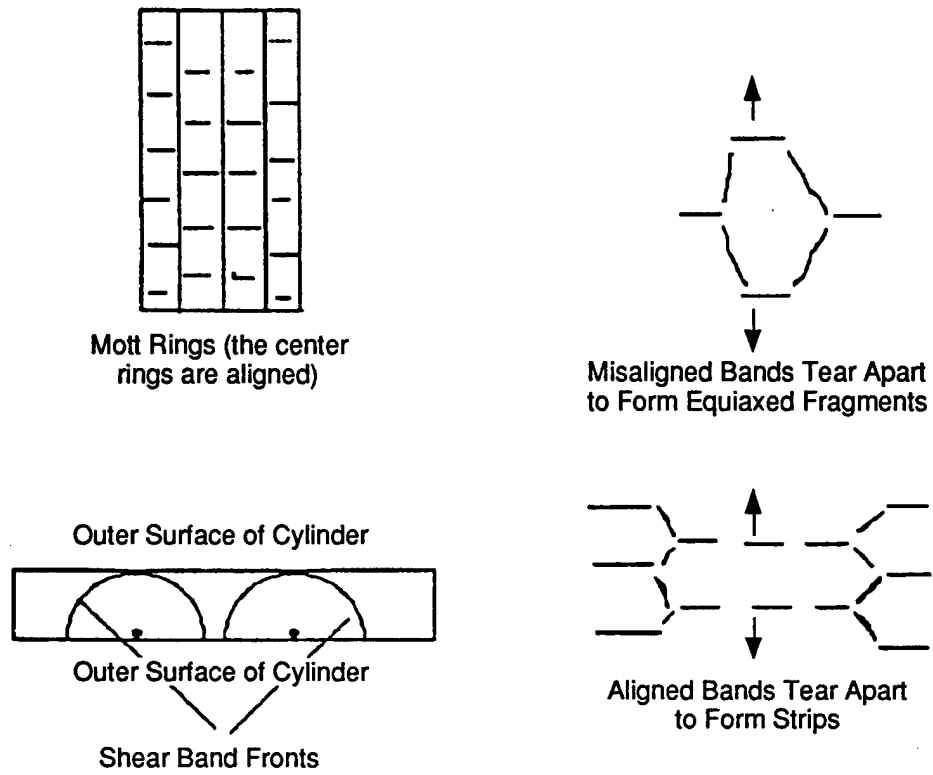 Mott Rings (the center
rings are aligned)
Misaligned Bands Tear Apart
to Form Equiaxed Fragments
Outer Surface of Cylinder
Outer Surface of Cylinder
Shear Band Fronts
Aligned Bands Tear Apart
to Form Strips